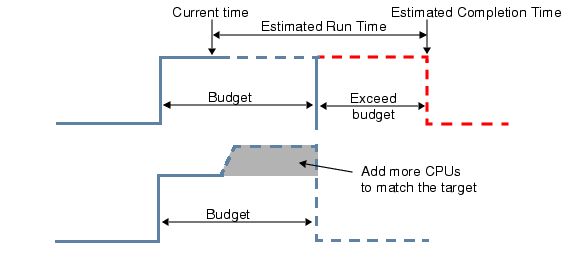 Current time
Estimated Completion Time
Estimated Run Time
Budget
Exceed
budget
Add more CPUs
to match the target
Budget